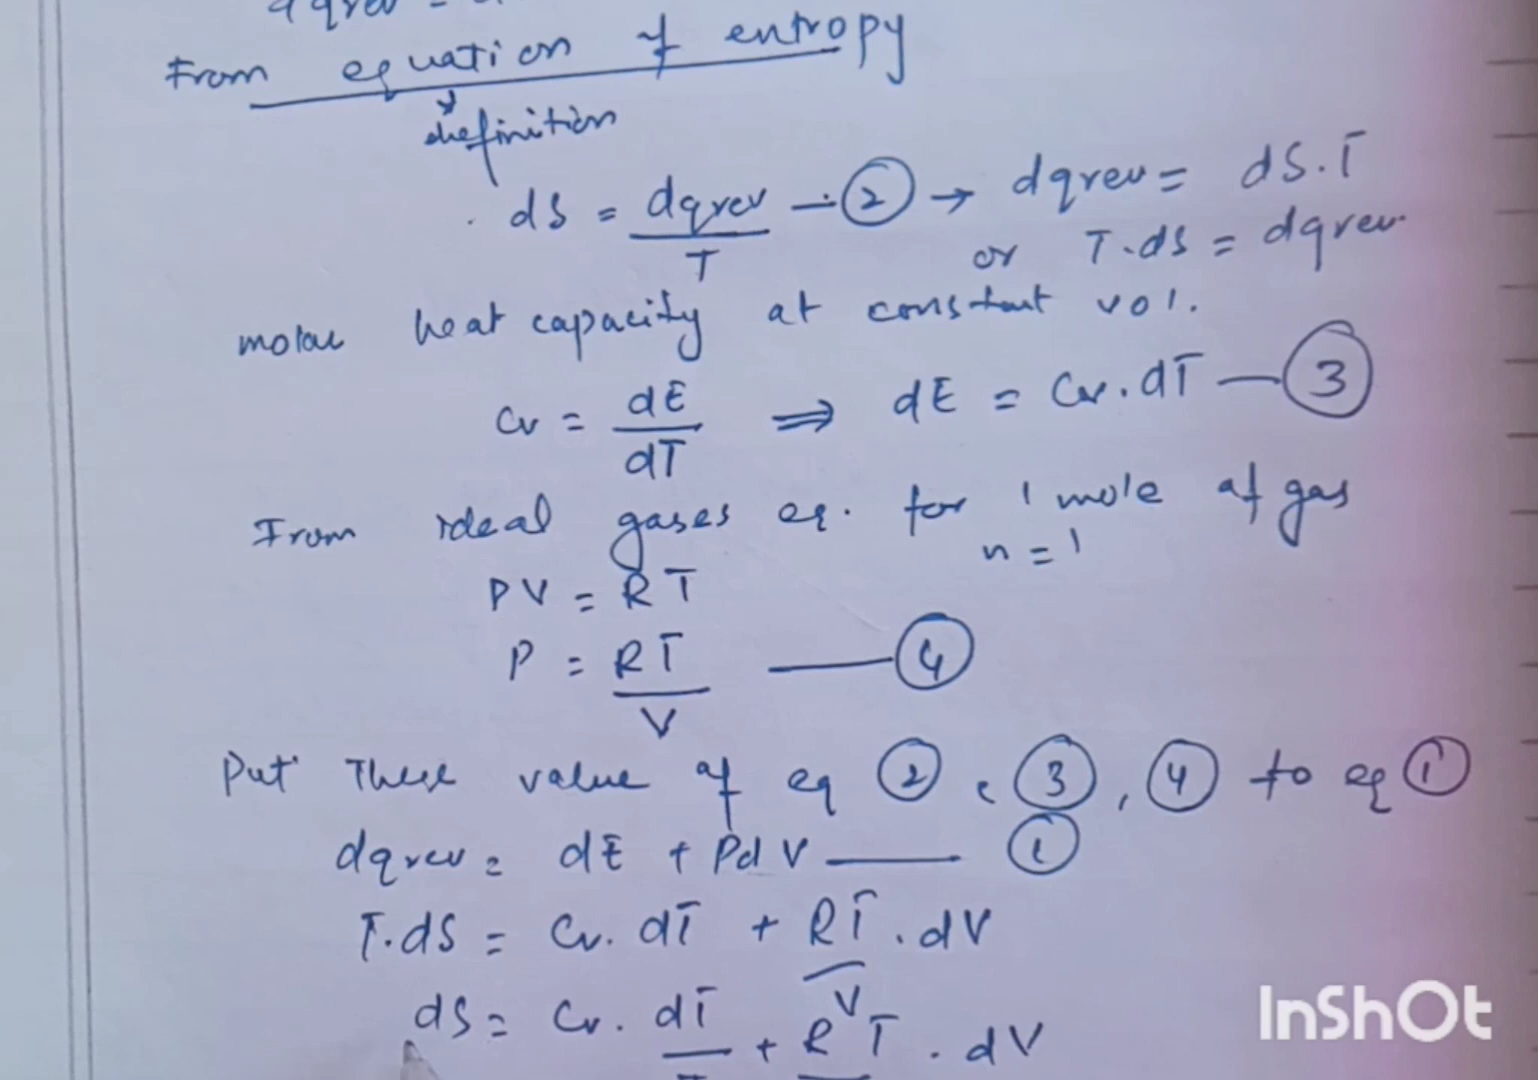 dqrev =
From equation of entropy
definition
dS = dqrev / T — ② → dqrev = dS.T
or T.dS = dqrev
molar heat capacity at constant vol.
Cv = dE / dT ⇒ dE = Cv.dT — ③
From ideal gases eq. for 1 mole of gas
n = 1
PV = RT
P = RT / V — ④
Put These value of eq ②, ③, ④ to eq ①
dqrev = dE + PdV — ①
T.dS = Cv. dT + RT / V . dV
dS = Cv. dT + RT . dV
InShOt